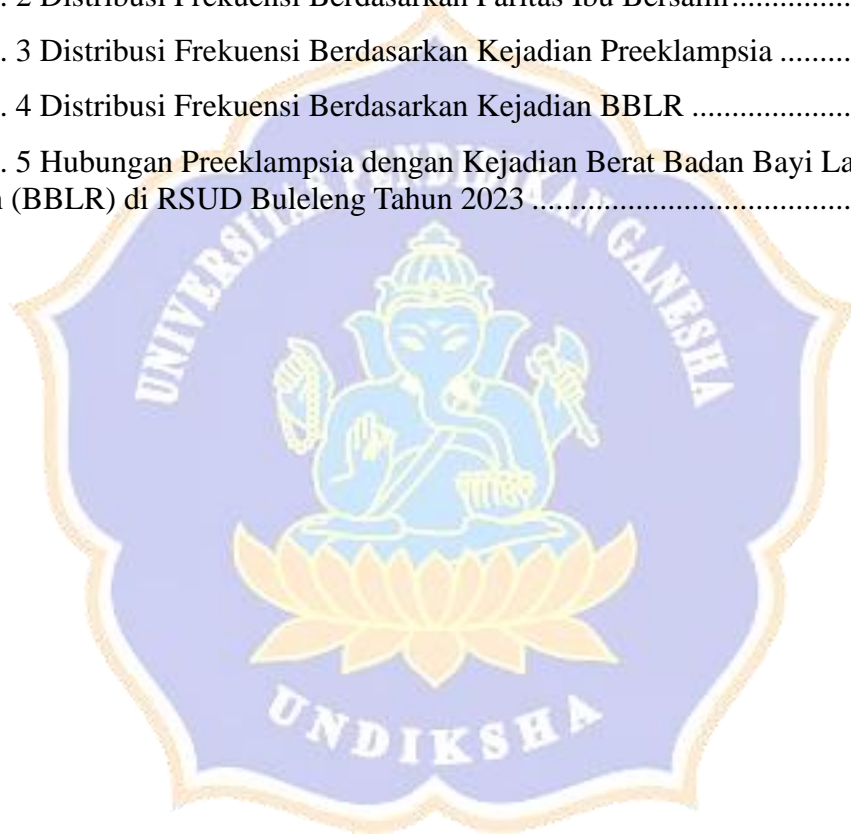 . 2 Distribusi Frekuensi Berdasarkan Paritas Ibu Bersalin................
. 3 Distribusi Frekuensi Berdasarkan Kejadian Preeklampsia .........
. 4 Distribusi Frekuensi Berdasarkan Kejadian BBLR ....................
. 5 Hubungan Preeklampsia dengan Kejadian Berat Badan Bayi La
(BBLR) di RSUD Buleleng Tahun 2023 .......................................
UNIVERSITAS PENDIDIKAN GANESHA
UNDIKSHA